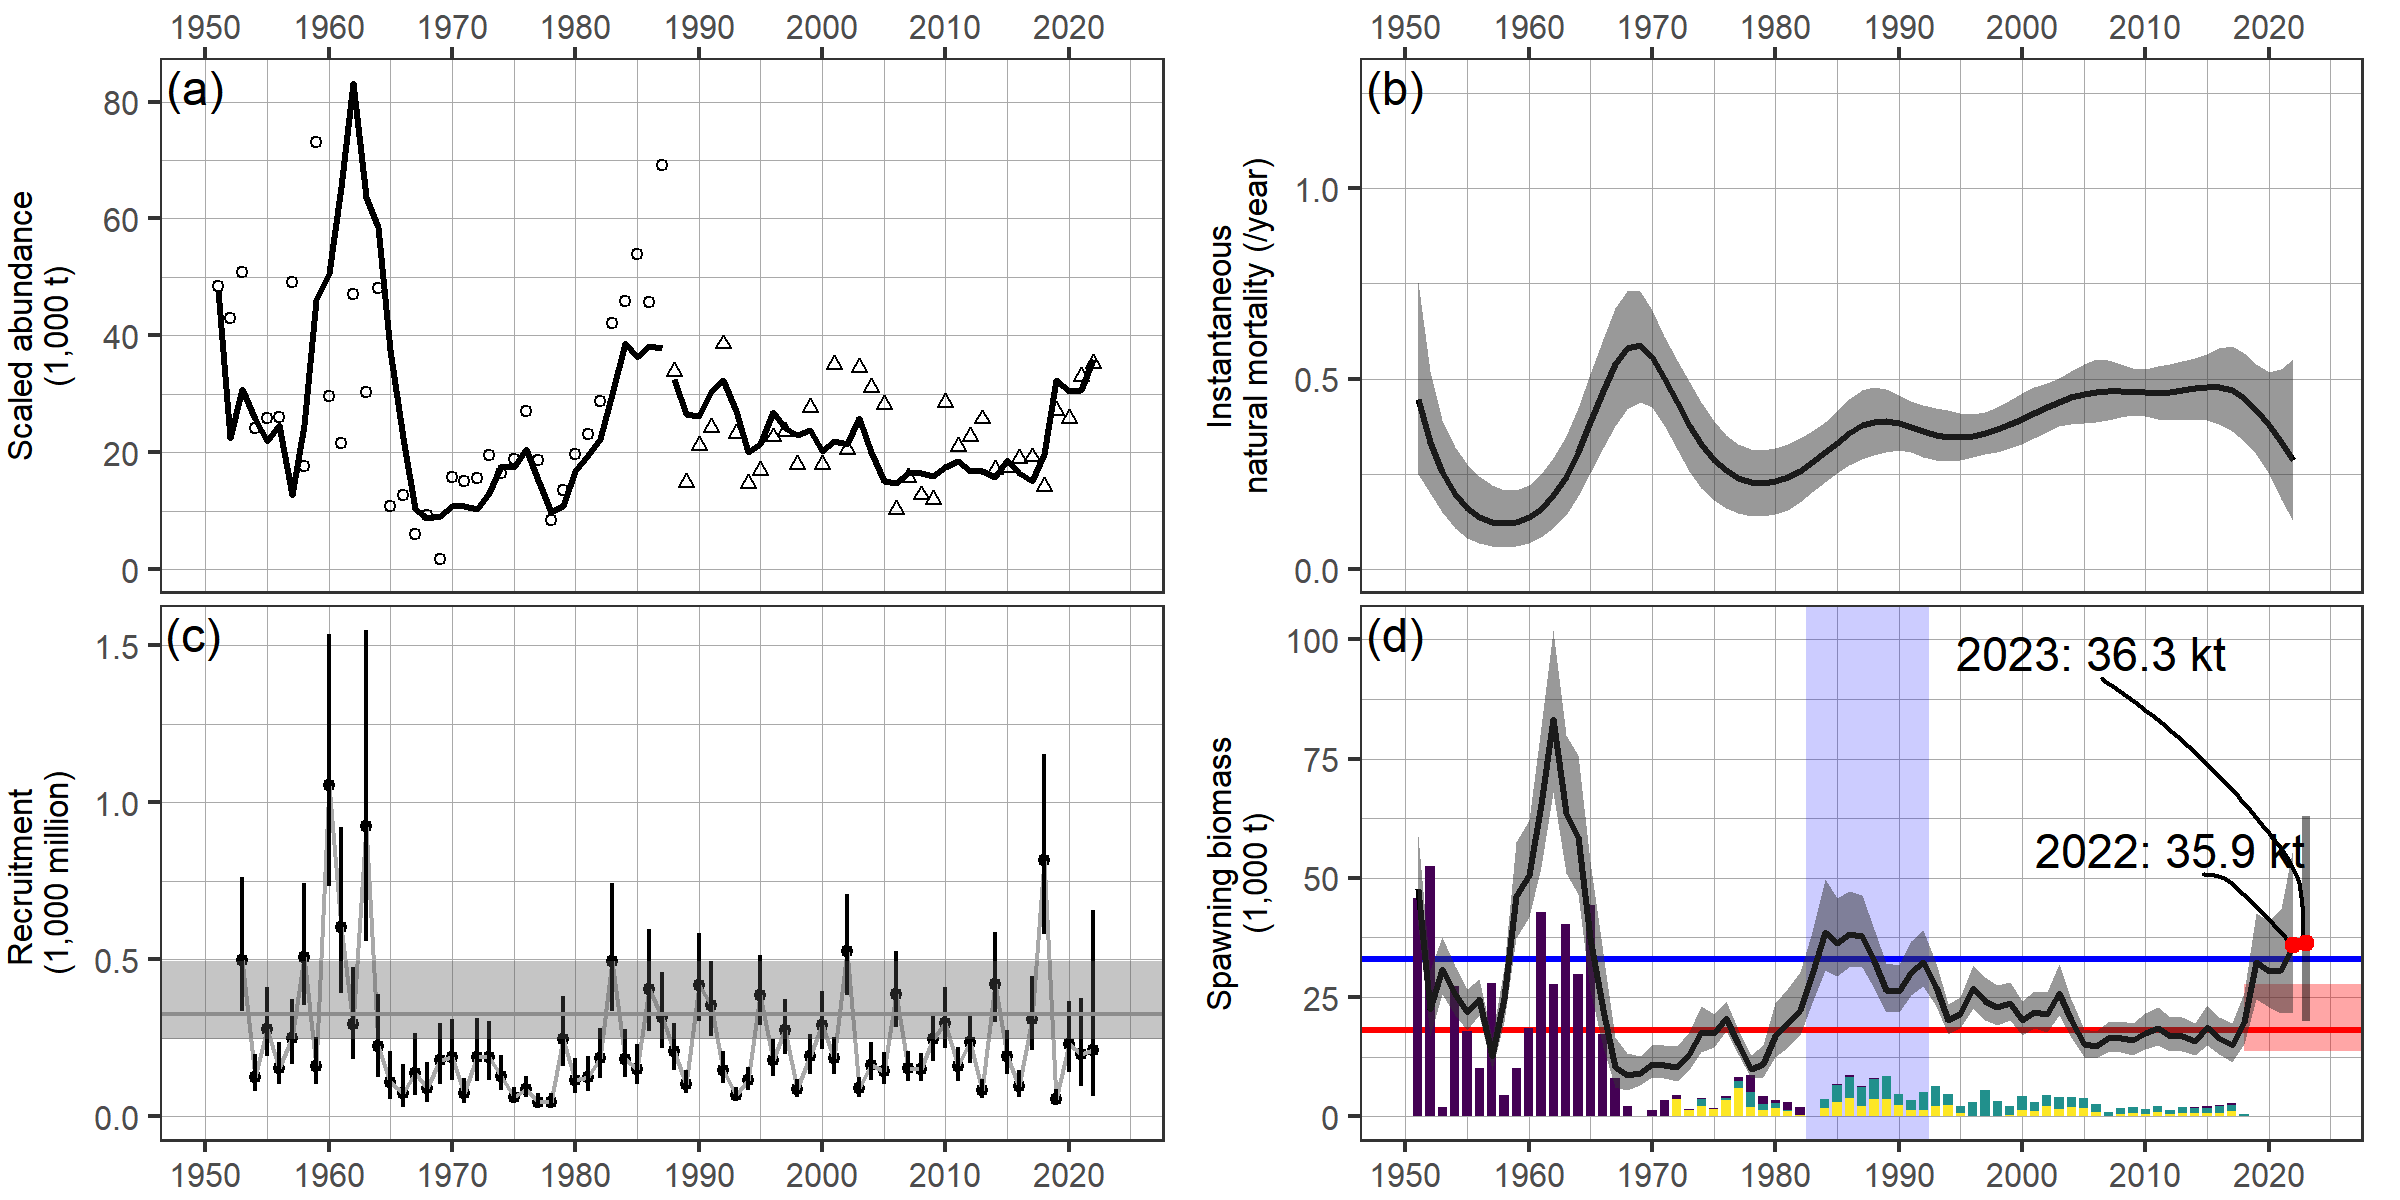 1950 1960 1970 1980 1990 2000 2010 2020
1950 1960 1970 1980 1990 2000 2010 2020
(a)
80
60
40
20
0
Scaled abundance
(1,000 t)
(b)
1.0
0.5
0.0
Instantaneous
natural mortality (/year)
(c)
1.5
1.0
0.5
0.0
Recruitment
(1,000 million)
(d)
100
75
50
25
0
Spawning biomass
(1,000 t)
2023: 36.3 kt
2022: 35.9 kt
1950 1960 1970 1980 1990 2000 2010 2020
1950 1960 1970 1980 1990 2000 2010 2020